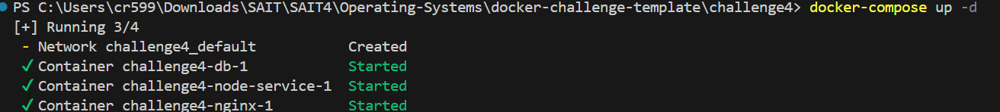 PS C:\Users\cr599\Downloads\SAIT\SAIT4\Operating-Systems\docker-challenge-template\challenge4> docker-compose up -d
[+] Running 3/4
- Network challenge4_default Created
✓ Container challenge4-db-1 Started
✓ Container challenge4-node-service-1 Started
✓ Container challenge4-nginx-1 Started